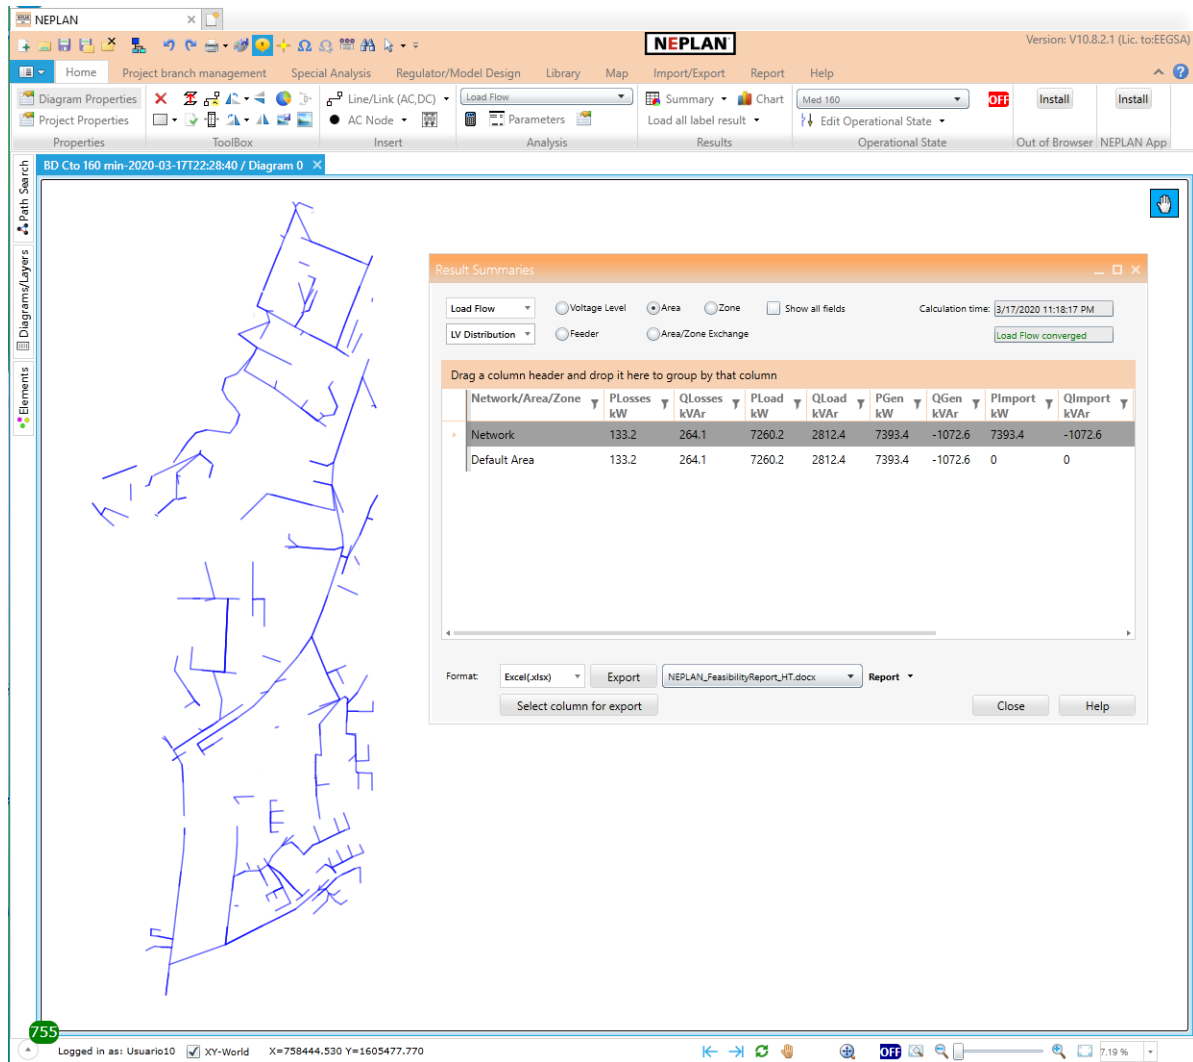 NEPLAN
NEPLAN
Version: V10.8.2.1 (Lic. to:EEGSA)
Home Project branch management Special Analysis Regulator/Model Design Library Map Import/Export Report Help
Diagram Properties Line/Link (AC,DC) Load Flow Summary Chart Med 160 OFF Install Install
Project Properties AC Node Parameters Load all label result Edit Operational State
Properties ToolBox Insert Analysis Results Operational State Out of Browser NEPLAN App
BD Cto 160 min-2020-03-17T22:28:40 / Diagram 0
Path Search
Diagrams/Layers
Elements
Result Summaries
Load Flow Voltage Level Area Zone Show all fields Calculation time: 3/17/2020 11:18:17 PM
LV Distribution Feeder Area/Zone Exchange Load Flow converged
Drag a column header and drop it here to group by that column
Network/Area/Zone PLosses QLosses PLoad QLoad PGen QGen PImport QImport
kW kVAr kW kVAr kW kVAr kW kVAr
Network 133.2 264.1 7260.2 2812.4 7393.4 -1072.6 7393.4 -1072.6
Default Area 133.2 264.1 7260.2 2812.4 7393.4 -1072.6 0 0
Format: Excel(.xlsx) Export NEPLAN_FeasibilityReport_HT.docx Report
Select column for export Close Help
755
Logged in as: Usuario10 XY-World X=758444.530 Y=1605477.770 OFF 7.19 %